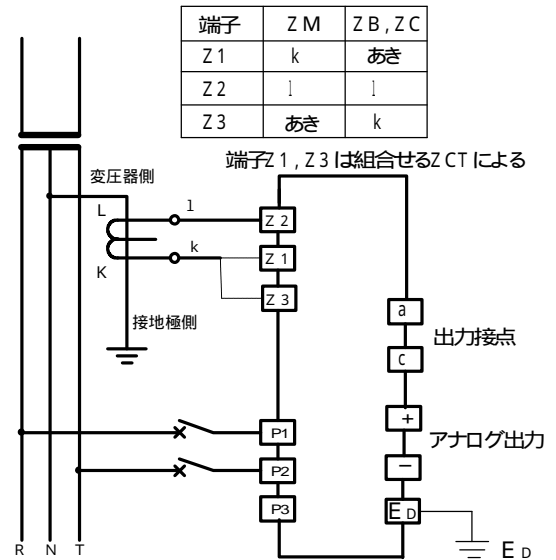 端子 ZM ZB,ZC
Z1 k あき
Z2 l l
Z3 あき k
端子Z1,Z3は組合せるZCTによる
変圧器側
L
l
Z2
k
Z1
K
Z3
接地極側
a
出力接点
c
+
アナログ出力
P1
−
P2
P3
ED
ED
R N T